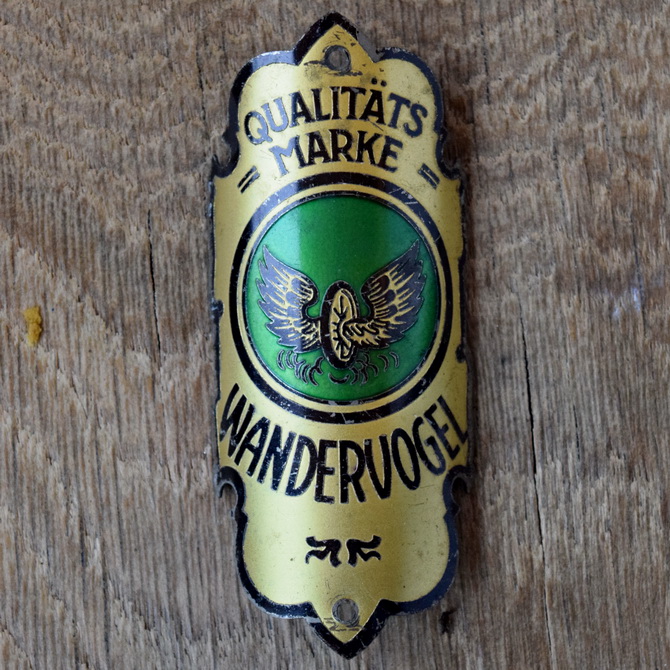 QUALITÄTS
= MARKE =
WANDERVOGEL